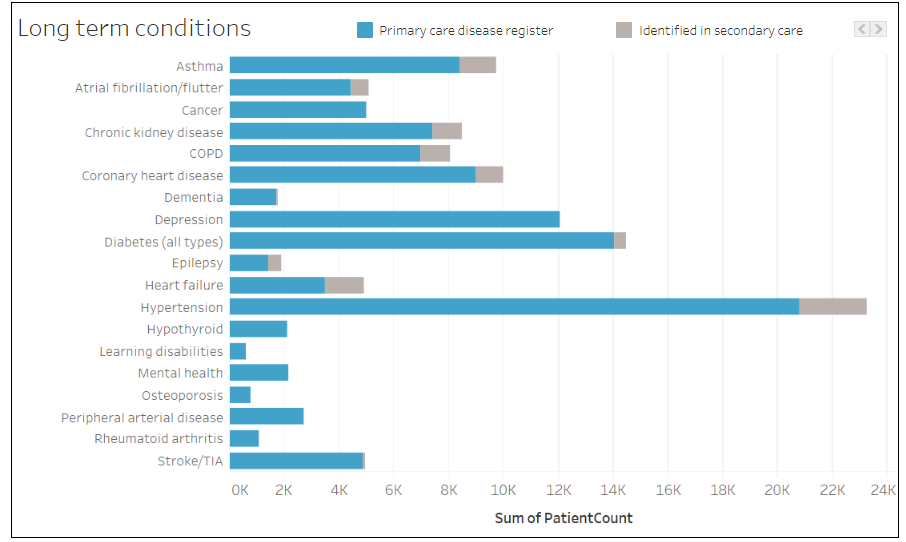 Long term conditions
Primary care disease register
Identified in secondary care
Asthma
Atrial fibrillation/flutter
Cancer
Chronic kidney disease
COPD
Coronary heart disease
Dementia
Depression
Diabetes (all types)
Epilepsy
Heart failure
Hypertension
Hypothyroid
Learning disabilities
Mental health
Osteoporosis
Peripheral arterial disease
Rheumatoid arthritis
Stroke/TIA
0K 2K 4K 6K 8K 10K 12K 14K 16K 18K 20K 22K 24K
Sum of PatientCount